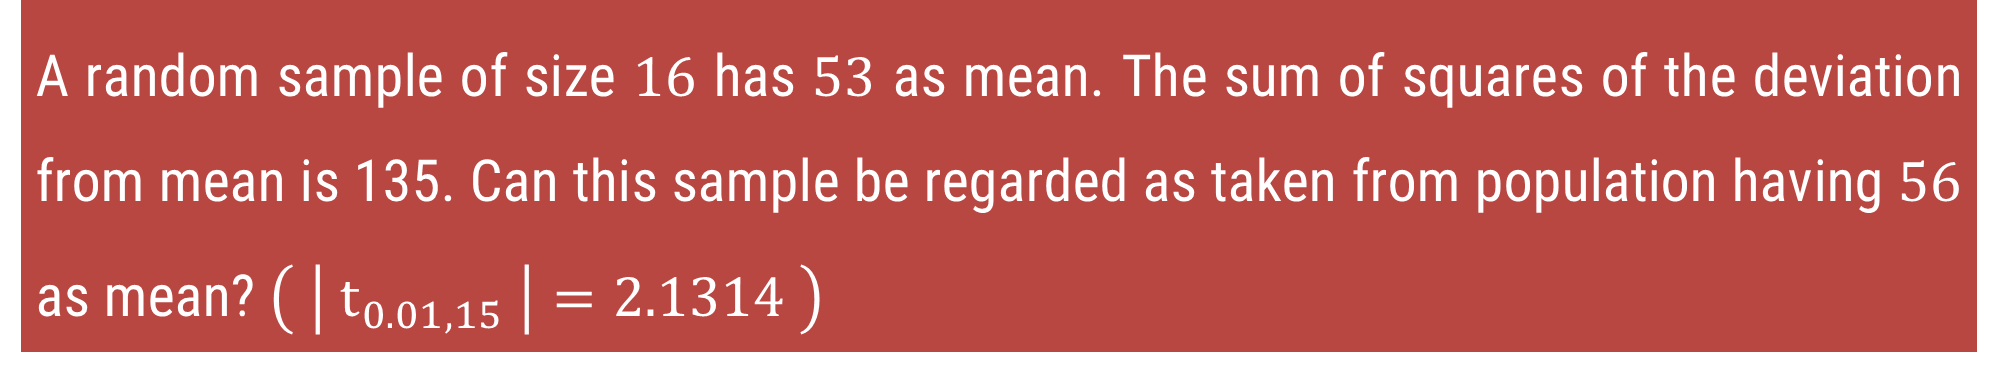 A random sample of size 16 has 53 as mean. The sum of squares of the deviation
from mean is 135. Can this sample be regarded as taken from population having 56
as mean? ( | t₀.₀₁,₁₅ | = 2.1314 )